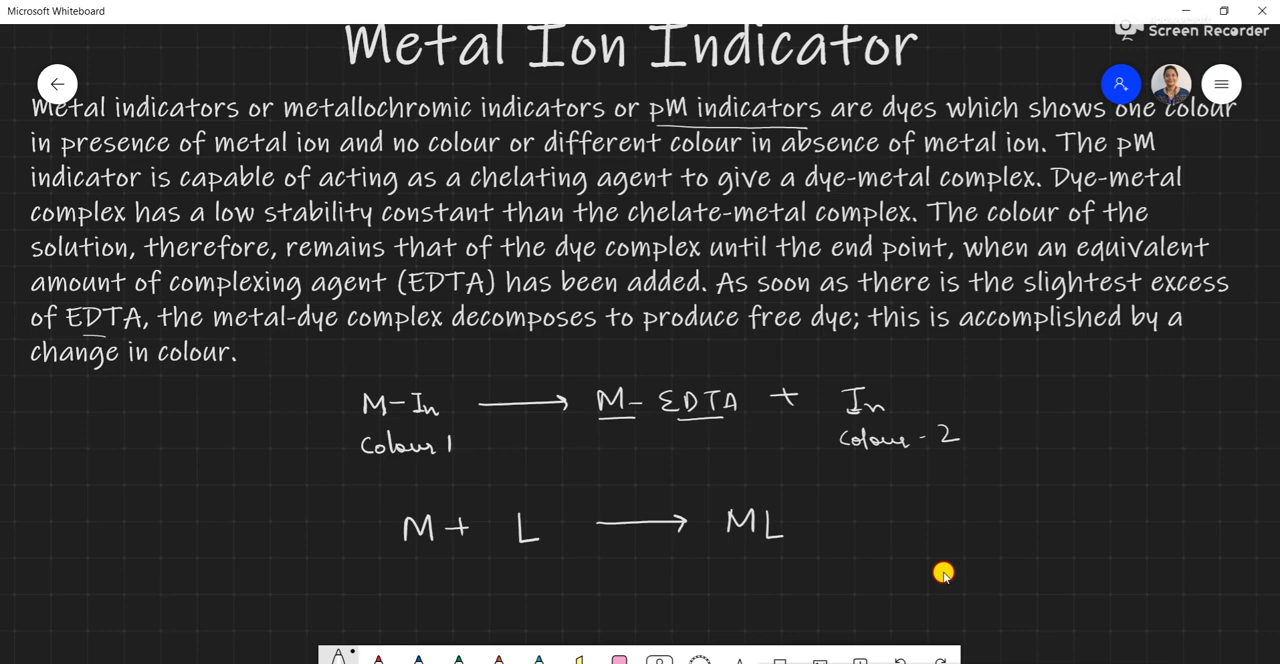 Microsoft Whiteboard
Screen Recorder
Metal Ion Indicator
Metal indicators or metallochromic indicators or pM indicators are dyes which shows one colour
in presence of metal ion and no colour or different colour in absence of metal ion. The pM
indicator is capable of acting as a chelating agent to give a dye-metal complex. Dye-metal
complex has a low stability constant than the chelate-metal complex. The colour of the
solution, therefore, remains that of the dye complex until the end point, when an equivalent
amount of complexing agent (EDTA) has been added. As soon as there is the slightest excess
of EDTA, the metal-dye complex decomposes to produce free dye; this is accomplished by a
change in colour.
M-In → M- EDTA + In
Colour 1 Colour - 2
M + L → ML